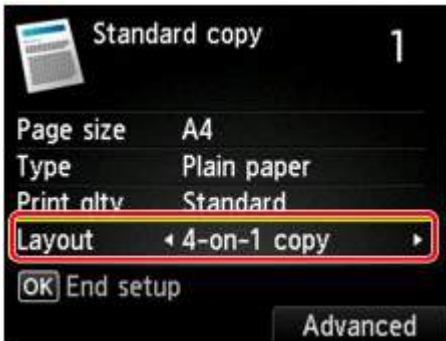 Standard copy 1
Page size A4
Type Plain paper
Print qlty Standard
Layout 4-on-1 copy
OK End setup
Advanced